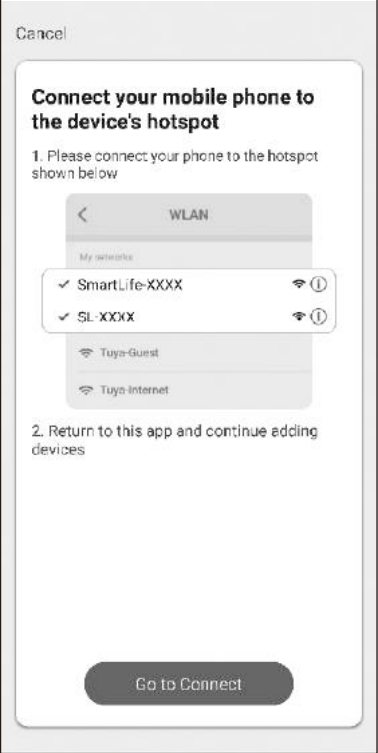 Cancel
Connect your mobile phone to
the device's hotspot
1. Please connect your phone to the hotspot
shown below
WLAN
My networks
SmartLife-XXXX
SL-XXXX
Tuya-Guest
Tuya-Internet
2. Return to this app and continue adding
devices
Go to Connect